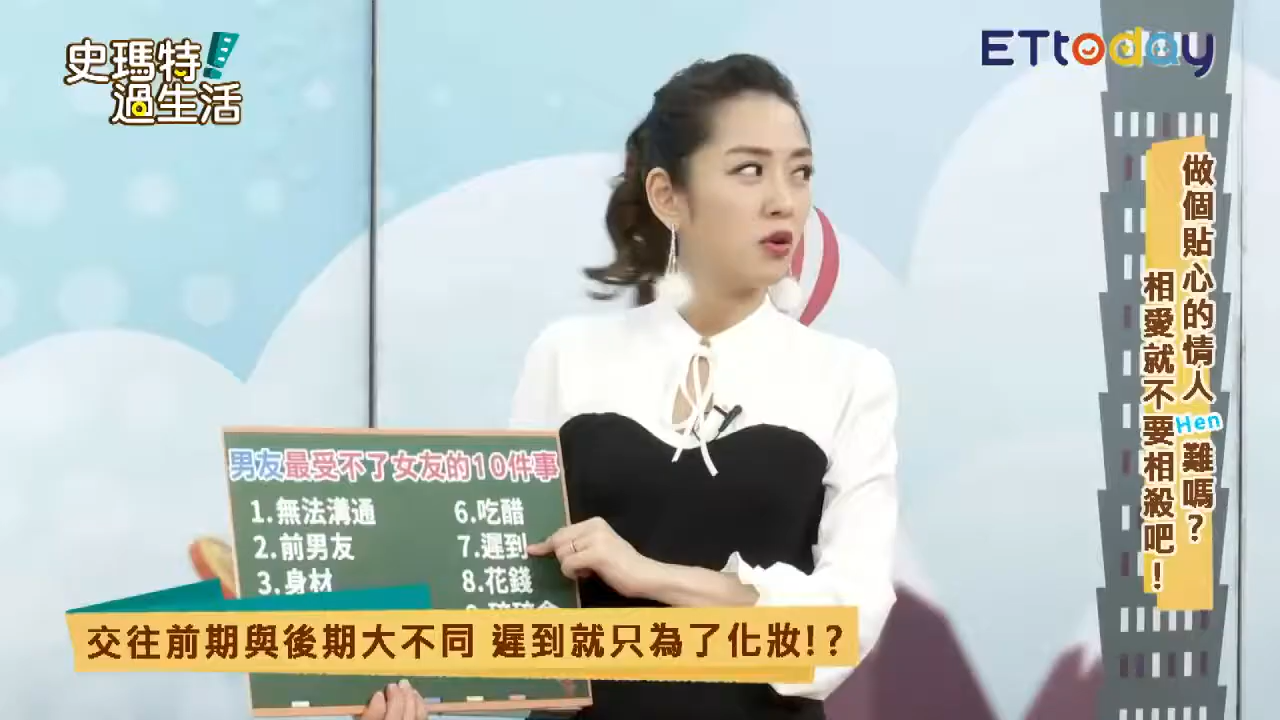 史瑪特!
過生活
ETtoday
做個貼心的情人Hen難嗎?
相愛就不要相殺吧!
男友最受不了女友的10件事
1.無法溝通
2.前男友
3.身材
6.吃醋
7.遲到
8.花錢
交往前期與後期大不同 遲到就只為了化妝!?